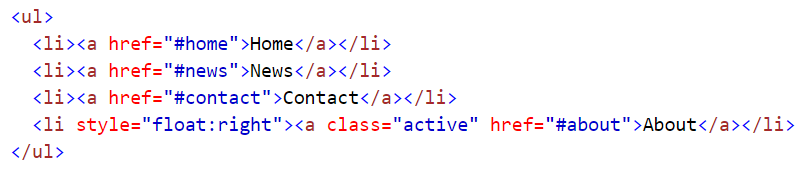 <ul>
  <li><a href="#home">Home</a></li>
  <li><a href="#news">News</a></li>
  <li><a href="#contact">Contact</a></li>
  <li style="float:right"><a class="active" href="#about">About</a></li>
</ul>